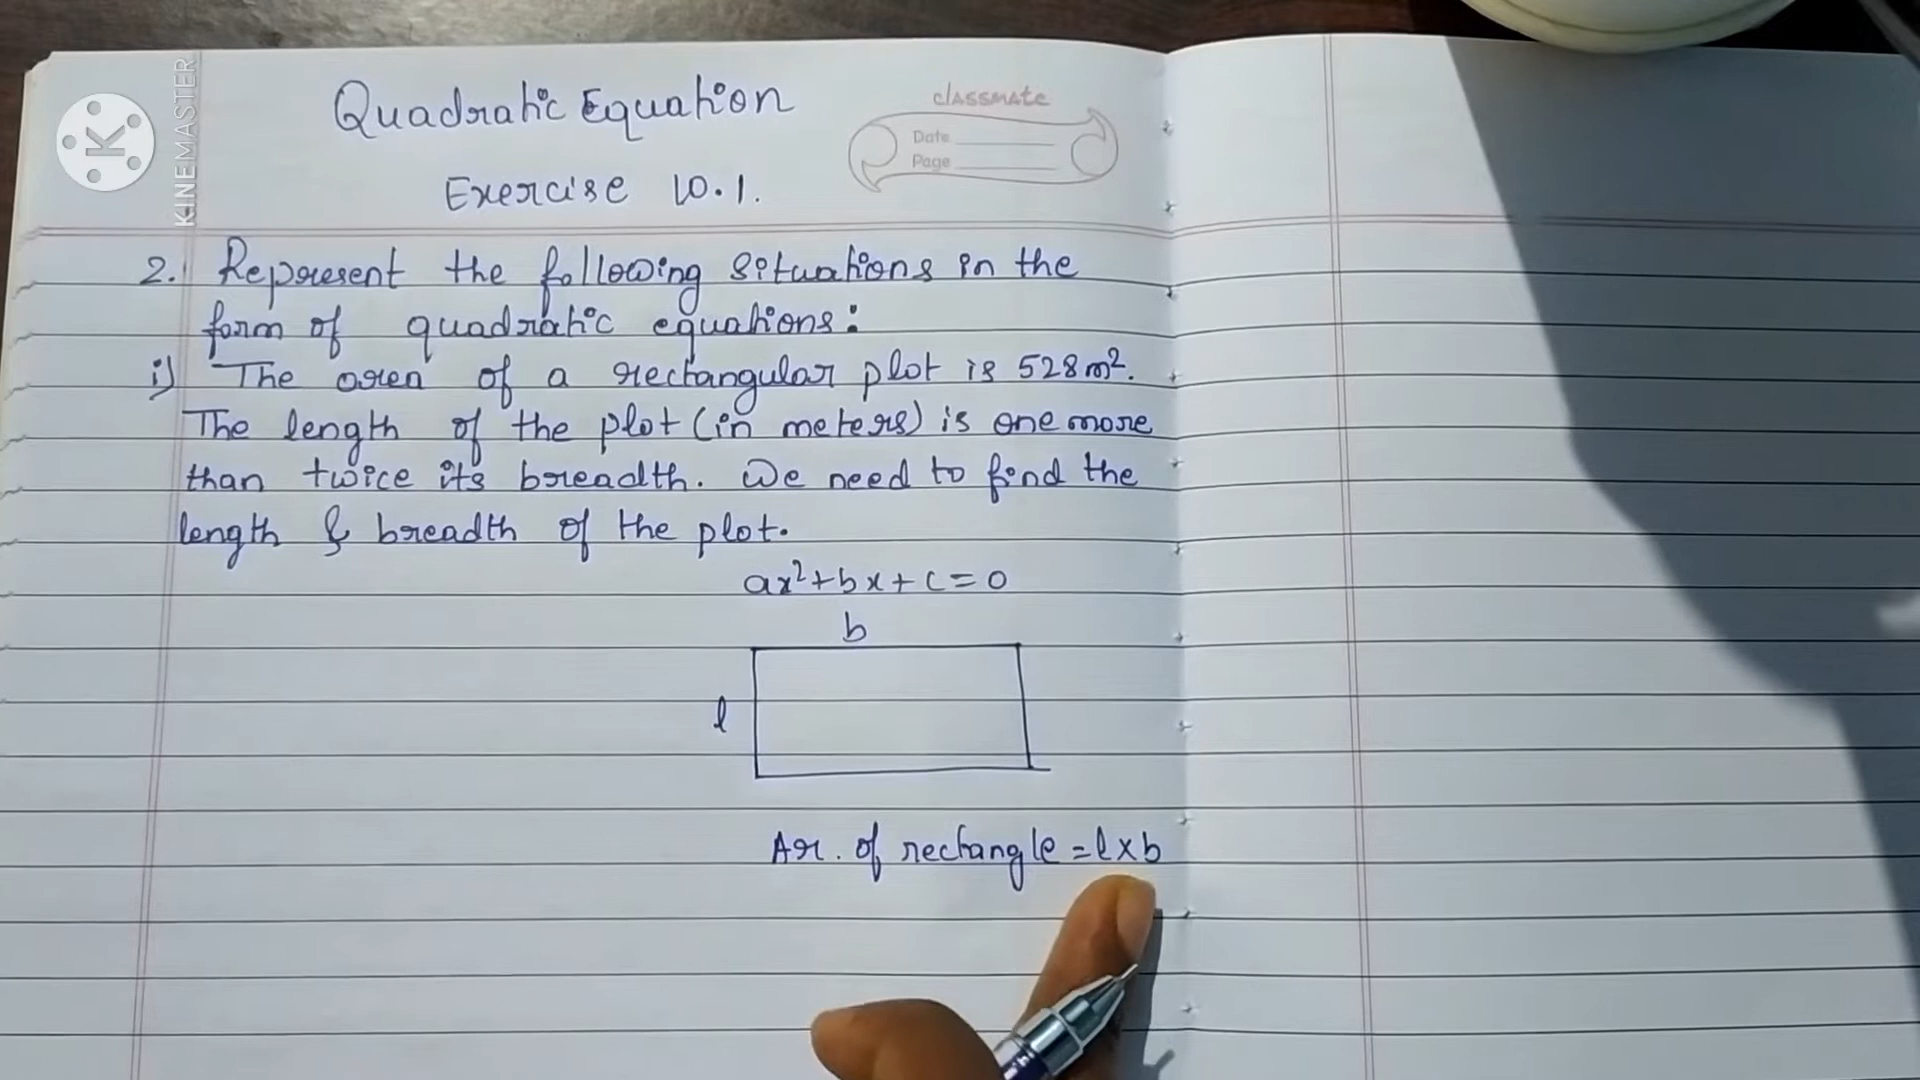 KINEMASTER
Quadratic Equation
classmate
Date
Page
Exercise 10.1.
2. Represent the following situations in the
form of quadratic equations:
i) The area of a rectangular plot is 528m².
The length of the plot (in meters) is one more
than twice its breadth. We need to find the
length & breadth of the plot.
ax²+bx+c=0
b
l
Ar. of rectangle = l×b